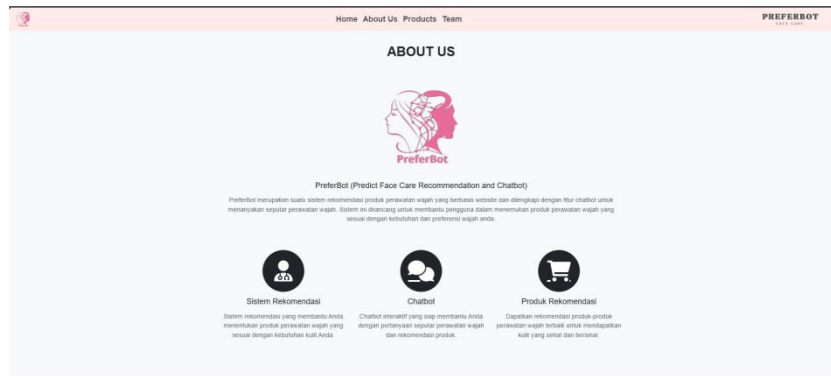 Home About Us Products Team
PREFERBOT
FACE CARE
ABOUT US
PreferBot
PreferBot (Predict Face Care Recommendation and Chatbot)
PreferBot merupakan suatu sistem rekomendasi produk perawatan wajah yang berbasis website dan dilengkapi dengan fitur chatbot untuk
menanyakan seputar perawatan wajah. Sistem ini dirancang untuk membantu pengguna dalam menemukan produk perawatan wajah yang
sesuai dengan kebutuhan dan preferensi wajah anda.
Sistem Rekomendasi
Sistem rekomendasi yang membantu Anda
menentukan produk perawatan wajah yang
sesuai dengan kebutuhan kulit Anda.
Chatbot
Chatbot interaktif yang siap membantu Anda
dengan pertanyaan seputar perawatan wajah
dan rekomendasi produk.
Produk Rekomendasi
Dapatkan rekomendasi produk-produk
perawatan wajah terbaik untuk mendapatkan
kulit yang sehat dan bersinar.